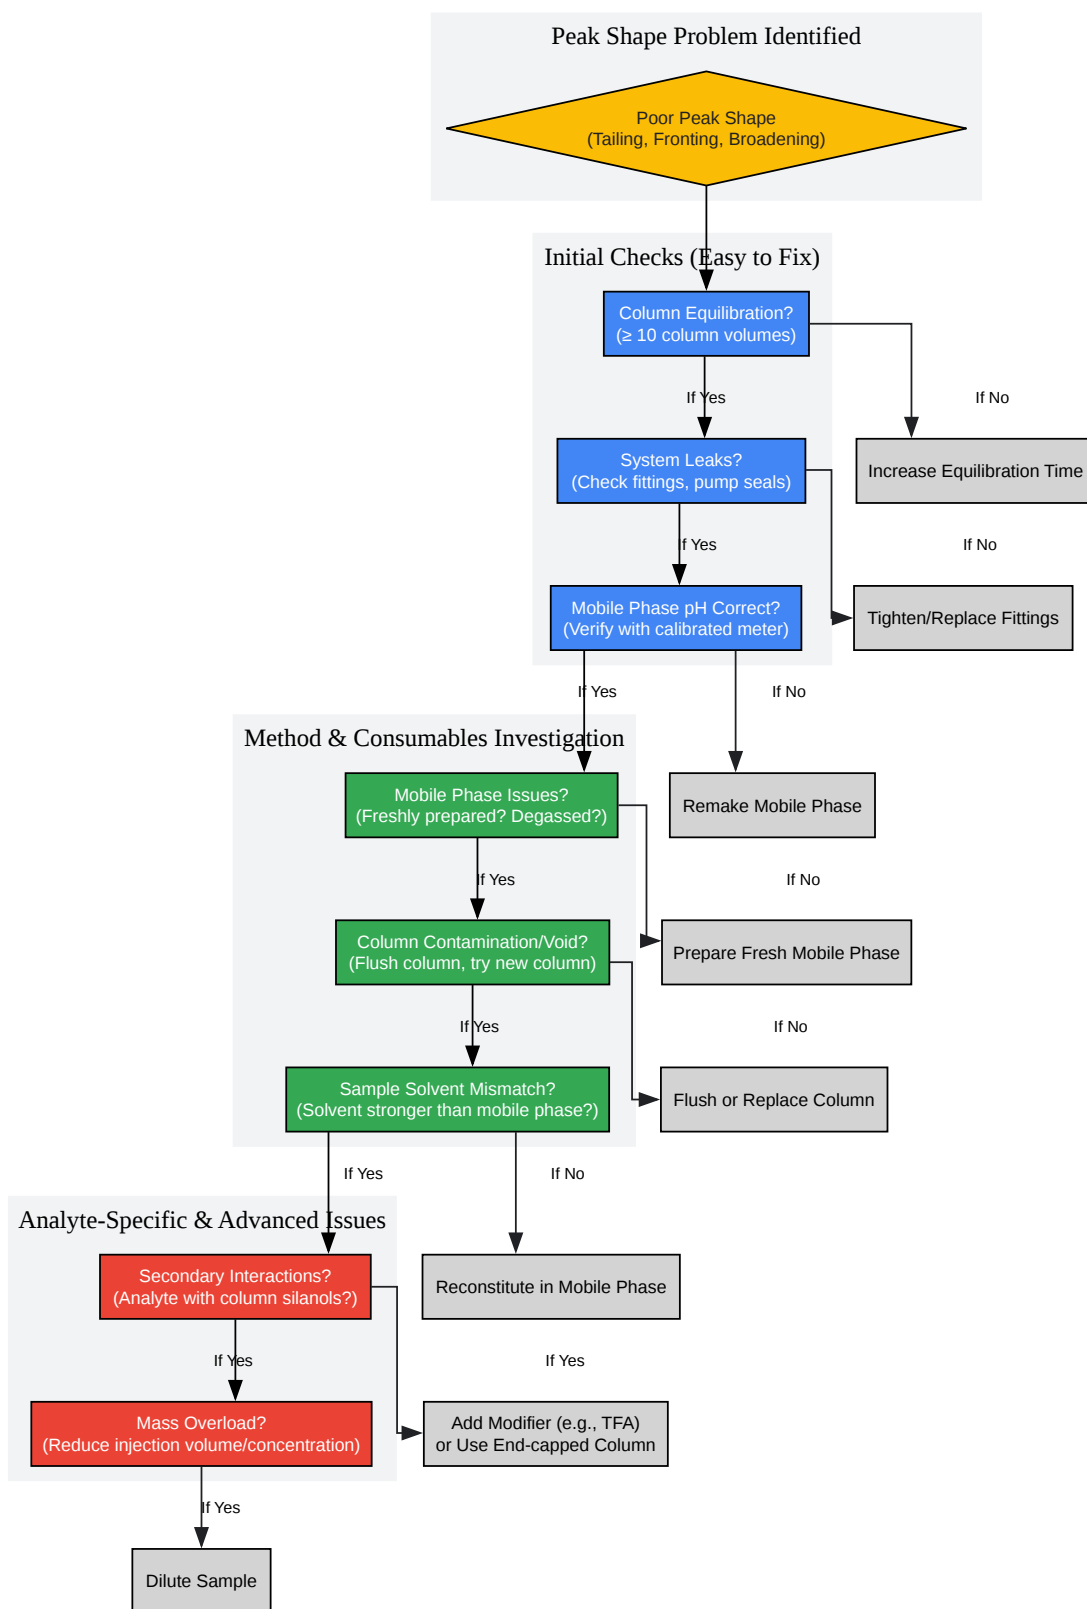 Peak Shape Problem Identified
Poor Peak Shape
(Tailing, Fronting, Broadening)
Initial Checks (Easy to Fix)
Column Equilibration?
(≥ 10 column volumes)
If Yes
If No
System Leaks?
(Check fittings, pump seals)
Increase Equilibration Time
If Yes
If No
Mobile Phase pH Correct?
(Verify with calibrated meter)
Tighten/Replace Fittings
If Yes
If No
Method & Consumables Investigation
Mobile Phase Issues?
(Freshly prepared? Degassed?)
Remake Mobile Phase
If Yes
If No
Column Contamination/Void?
(Flush column, try new column)
Prepare Fresh Mobile Phase
If Yes
If No
Sample Solvent Mismatch?
(Solvent stronger than mobile phase?)
Flush or Replace Column
If Yes
If No
Analyte-Specific & Advanced Issues
Secondary Interactions?
(Analyte with column silanols?)
Reconstitute in Mobile Phase
If Yes
If Yes
Mass Overload?
(Reduce injection volume/concentration)
Add Modifier (e.g., TFA)
or Use End-capped Column
If Yes
Dilute Sample